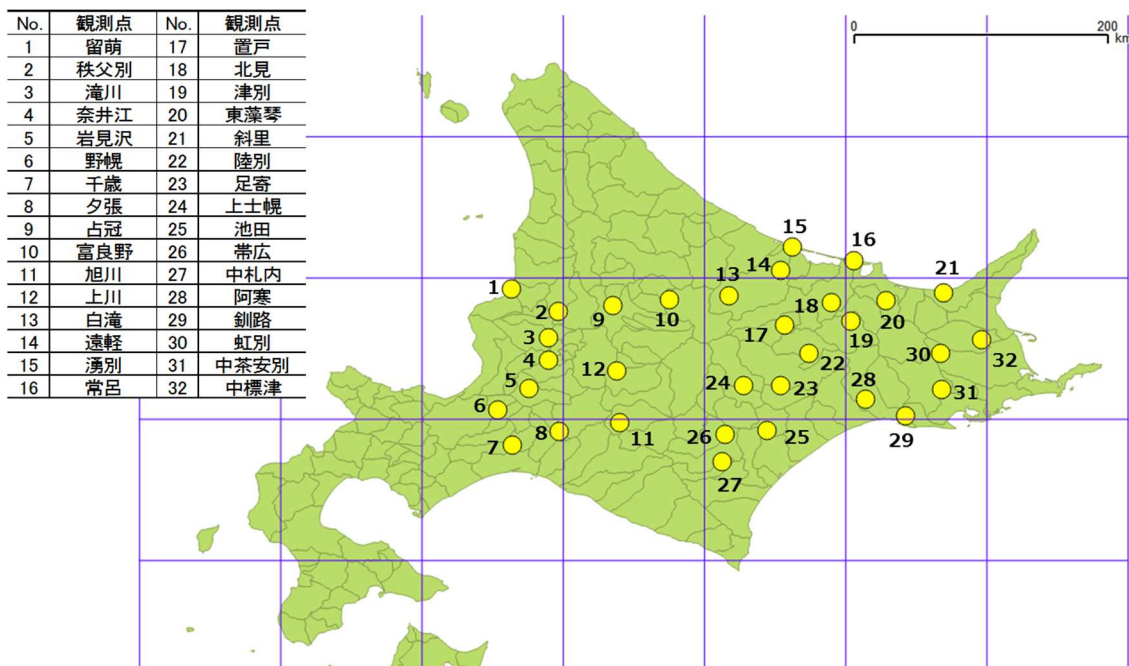 No. 観測点 No. 観測点
1 留萌 17 置戸
2 秩父別 18 北見
3 滝川 19 津別
4 奈井江 20 東藻琴
5 岩見沢 21 斜里
6 野幌 22 陸別
7 千歳 23 足寄
8 夕張 24 上士幌
9 占冠 25 池田
10 富良野 26 帯広
11 旭川 27 中札内
12 上川 28 阿寒
13 白滝 29 釧路
14 遠軽 30 虹別
15 湧別 31 中茶安別
16 常呂 32 中標津
0 200
km
15
16
14
13
21
1
18
10
9
2
20
17
19
3
32
30
22
4
12
24
23
5
28
31
6
29
8
11
26
25
7
27